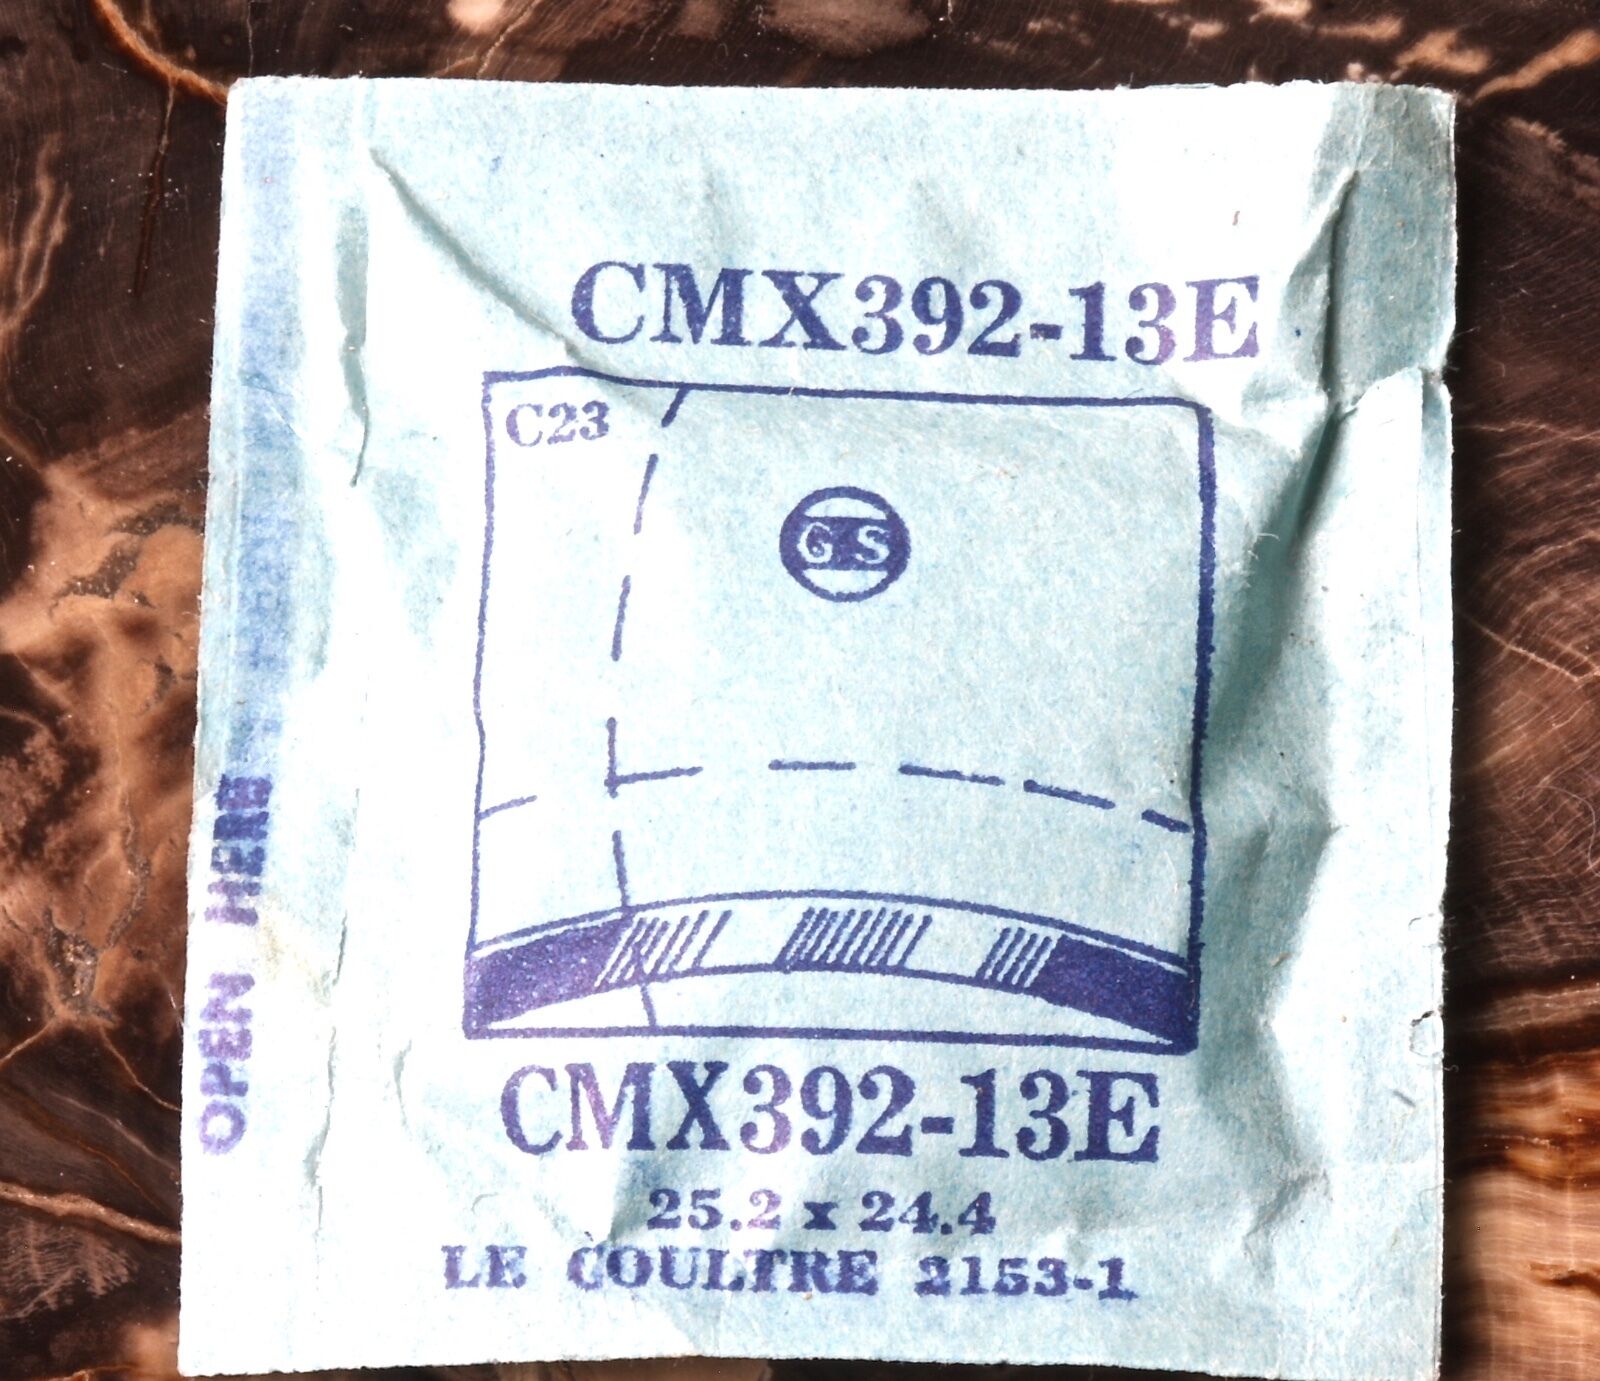 CMX392-13E
C23
GS
CMX392-13E
25.2 x 24.4
LE COULTRE 2153-1
OPEN HERE